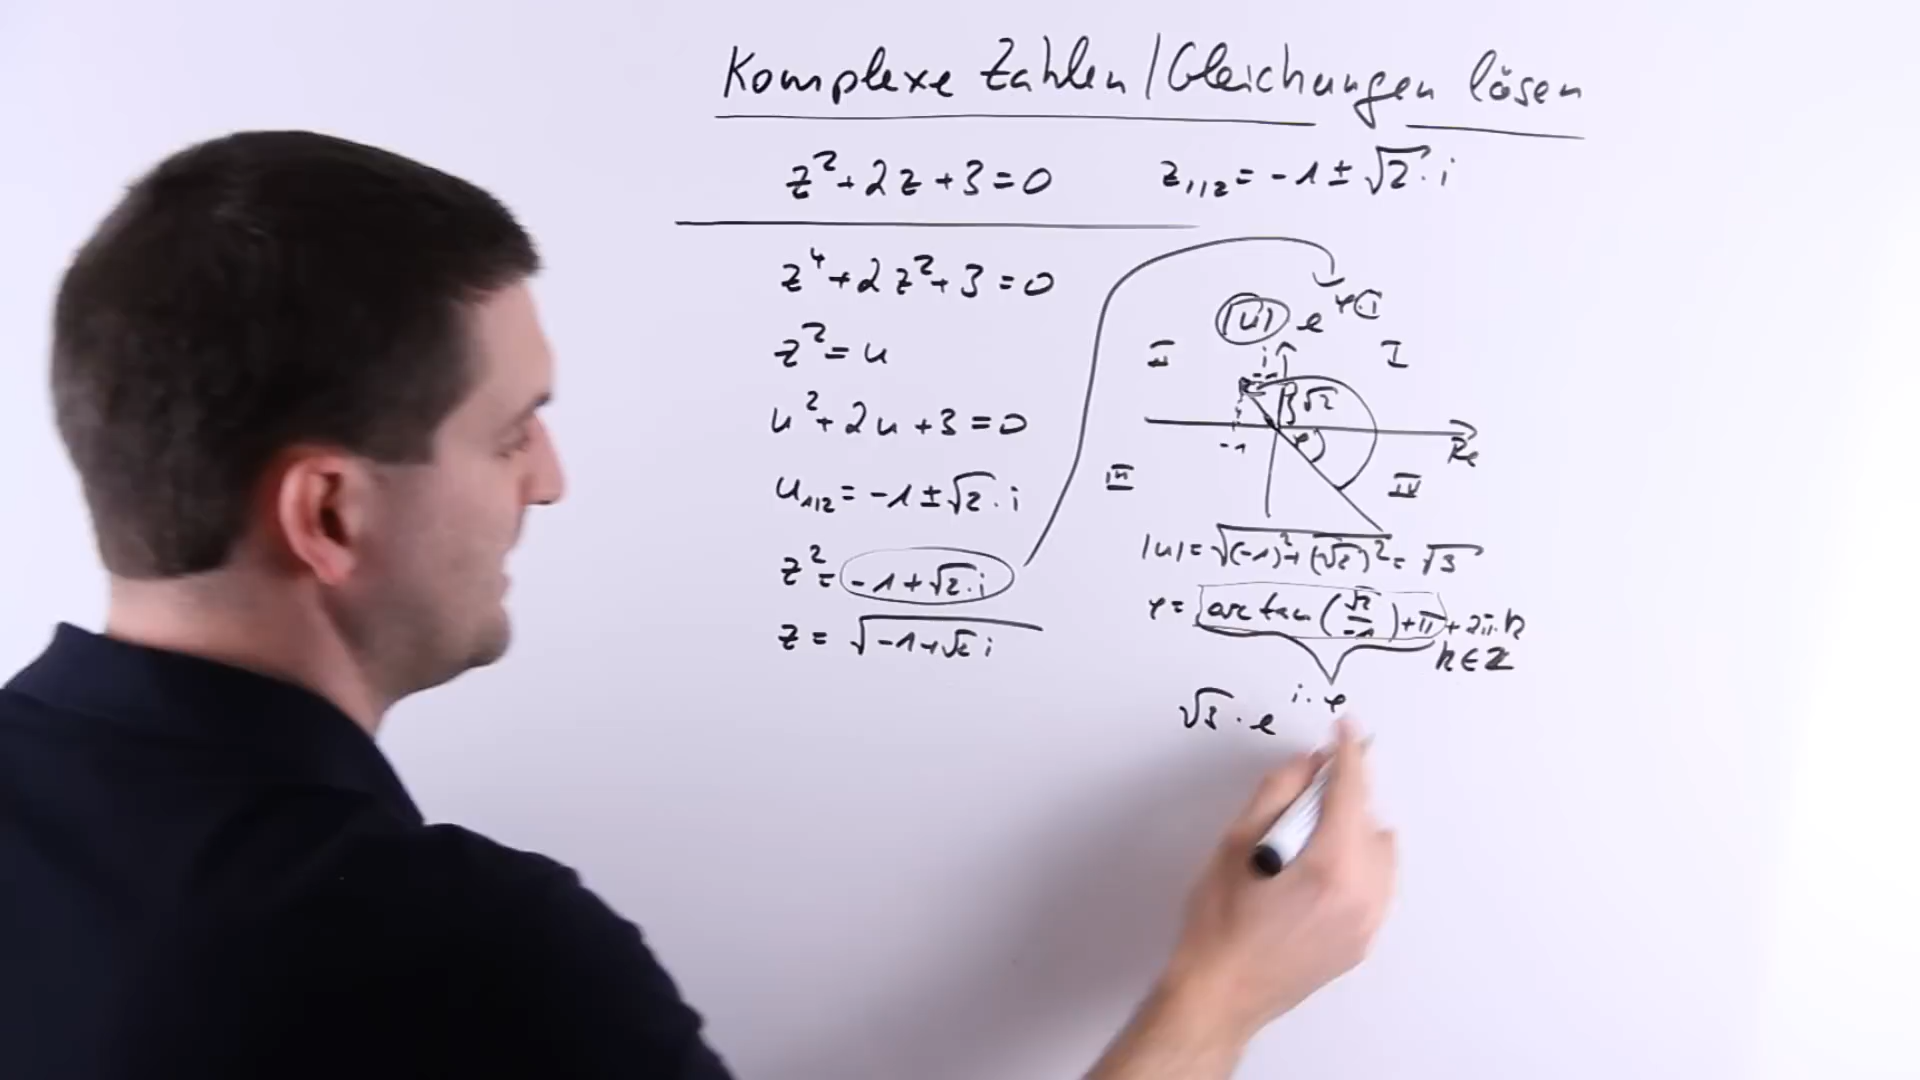 Komplexe Zahlen / Gleichungen lösen
z²+2z+3=0
z₁/₂=-1±√2·i
z⁴+2z²+3=0
z²=u
u²+2u+3=0
u₁/₂=-1±√2·i
z²=-1+√2·i
z=√(-1+√2i)
|u| e^(φ·i)
II
i
I
√2
-1
φ
Re
III
IV
|u|=√((-1)²+(√2)²)=√3
φ=arctan(√2/-1)+π+2π·k
k∈ℤ
√3·e^(i·φ)